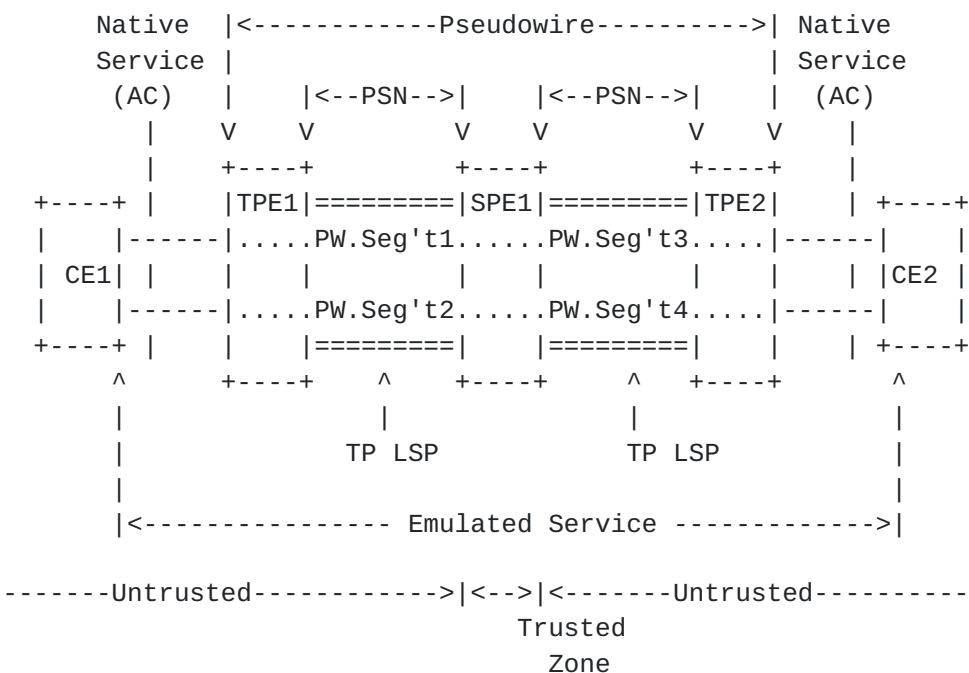 Native  |<------------Pseudowire---------->| Native
      Service |                                  | Service
       (AC)   |    |<--PSN-->|    |<--PSN-->|    |  (AC)
         |    V    V         V    V         V    V    |
         |    +----+         +----+         +----+    |
  +----+ |    |TPE1|=========|SPE1|=========|TPE2|    | +----+
  |    |------|.....PW.Seg't1......PW.Seg't3.....|------|    |
  | CE1| |    |    |         |    |         |    |    | |CE2 |
  |    |------|.....PW.Seg't2......PW.Seg't4.....|------|    |
  +----+ |    |    |=========|    |=========|    |    | +----+
       ^      +----+    ^    +----+     ^   +----+      ^
       |                |               |               |
       |              TP LSP          TP LSP            |
       |                                                |
       |<---------------- Emulated Service ------------>|
-------Untrusted------------>|<-->|<-------Untrusted----------
                                Trusted
                                  Zone